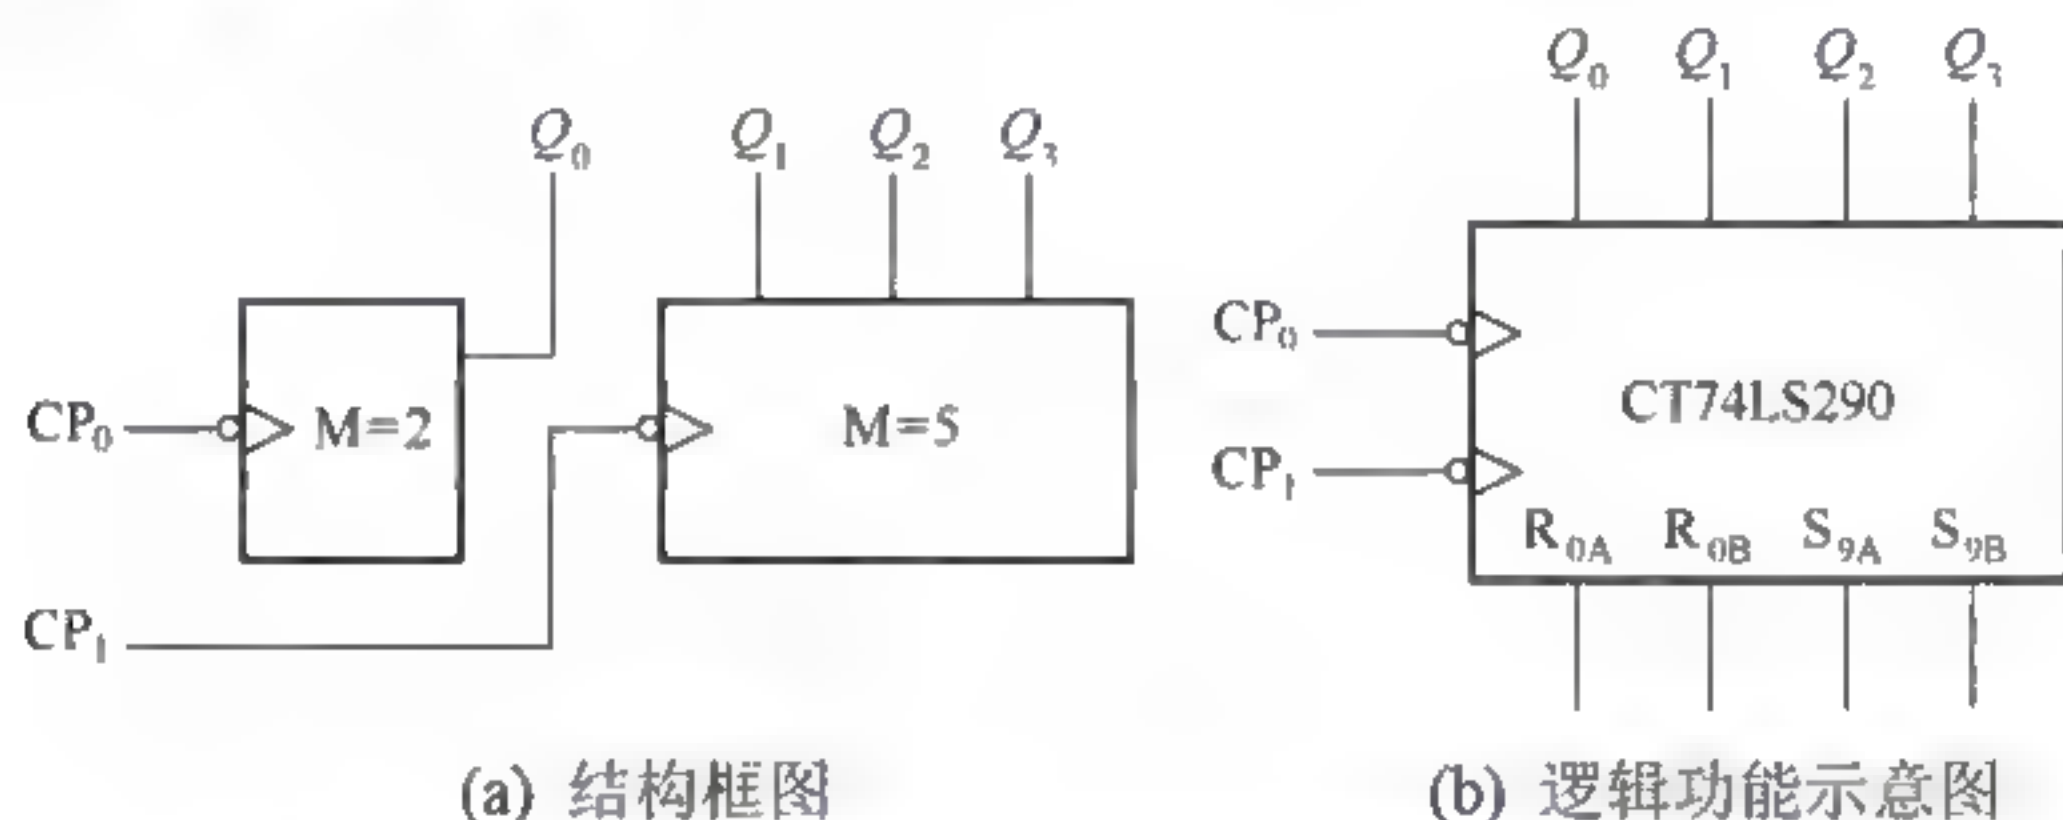 Q₀ Q₁ Q₂ Q₃
CP₀ M=2 M=5
CP₁
(a) 结构框图
Q₀ Q₁ Q₂ Q₃
CP₀
CT74LS290
CP₁
R₀A R₀B S₉A S₉B
(b) 逻辑功能示意图